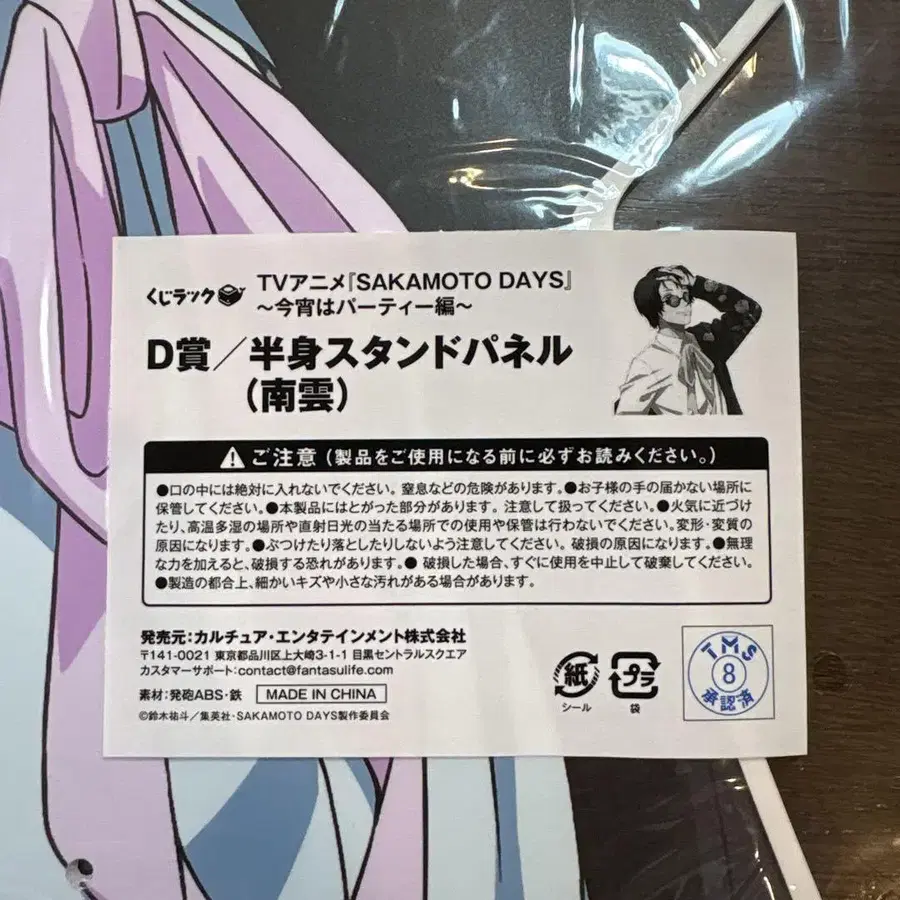 くじラック
TVアニメ『SAKAMOTO DAYS』
～今宵はパーティー編～
D賞／半身スタンドパネル
(南雲)
ご注意(製品をご使用になる前に必ずお読みください。)
●口の中には絶対に入れないでください。窒息などの危険があります。●お子様の手の届かない場所に
保管してください。●本製品にはとがった部分があります。注意して扱ってください。●火気に近づけ
たり、高温多湿の場所や直射日光の当たる場所での使用や保管は行わないでください。変形・変質の
原因になります。●ぶつけたり落としたりしないよう注意してください。破損の原因になります。●無理
な力を加えると、破損する恐れがあります。● 破損した場合、すぐに使用を中止して破棄してください。
●製造の都合上、細かいキズや小さな汚れがある場合があります。
発売元：カルチュア・エンタテインメント株式会社
〒141-0021 東京都品川区上大崎3-1-1 目黒セントラルスクエア
カスタマーサポート：contact@fantasulife.com
素材：発砲ABS・鉄 MADE IN CHINA
©鈴木祐斗／集英社・SAKAMOTO DAYS製作委員会
紙
シール
プラ
袋
TMS
8
承認済